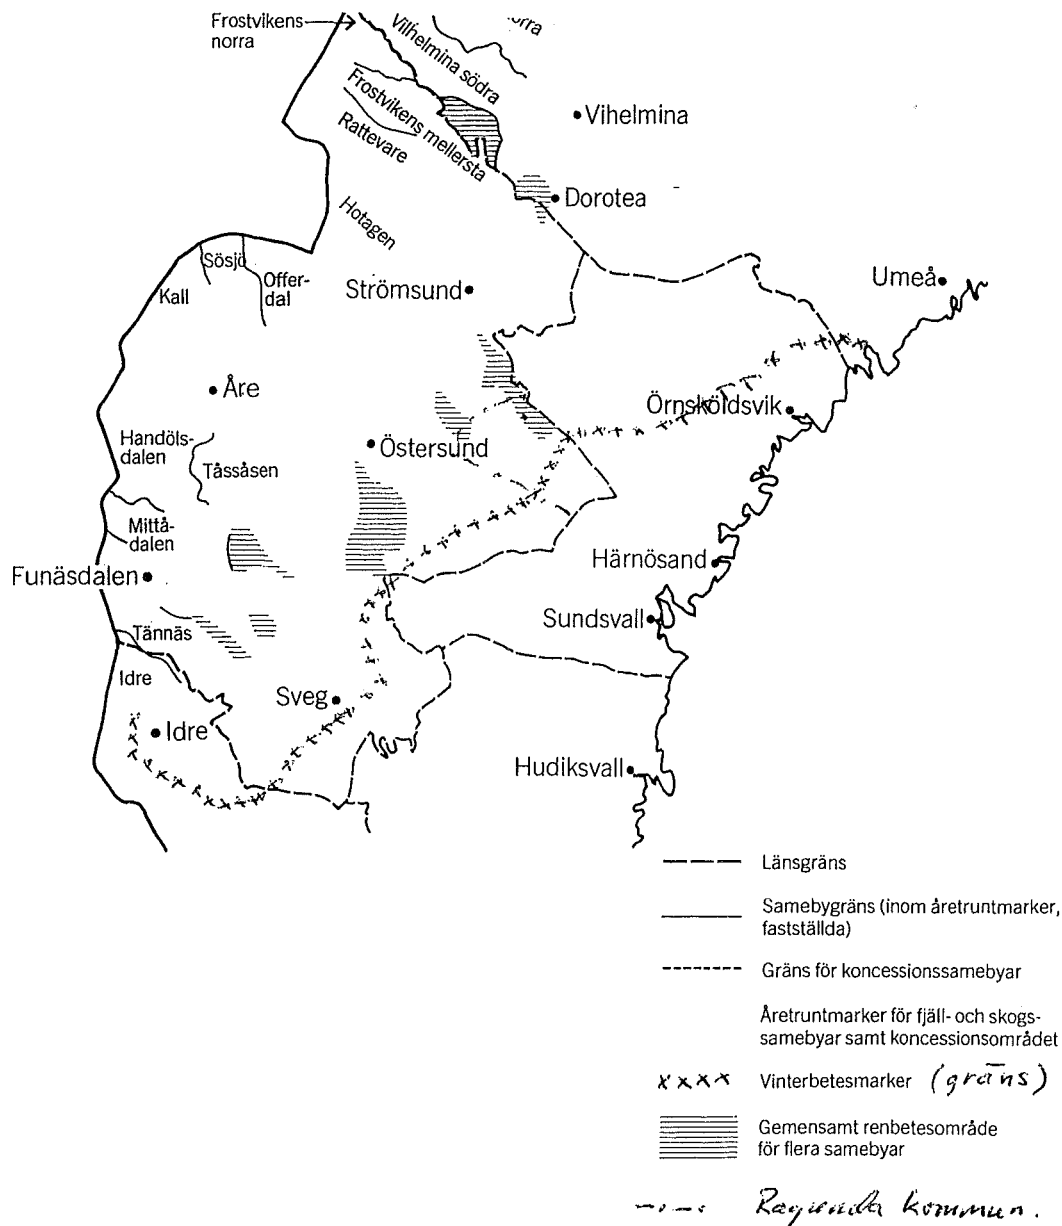 Frostvikens
norra
Vilhelmina södra
Frostvikens mellersta
Rattevare
Vihelmina
Dorotea
Hotagen
Sösjö
Offer-
dal
Kall
Strömsund
Umeå
Åre
Örnsköldsvik
Handöls-
dalen
Tåssåsen
Östersund
Mittå-
dalen
Funäsdalen
Härnösand
Sundsvall
Tännäs
Idre
Sveg
Idre
Hudiksvall
Länsgräns
Samebygräns (inom åretruntmarker,
fastställda)
Gräns för koncessionssamebyar
Åretruntmarker för fjäll- och skogs-
samebyar samt koncessionsområdet
Vinterbetesmarker (gräns)
Gemensamt renbetesområde
för flera samebyar
Ragunda kommun.